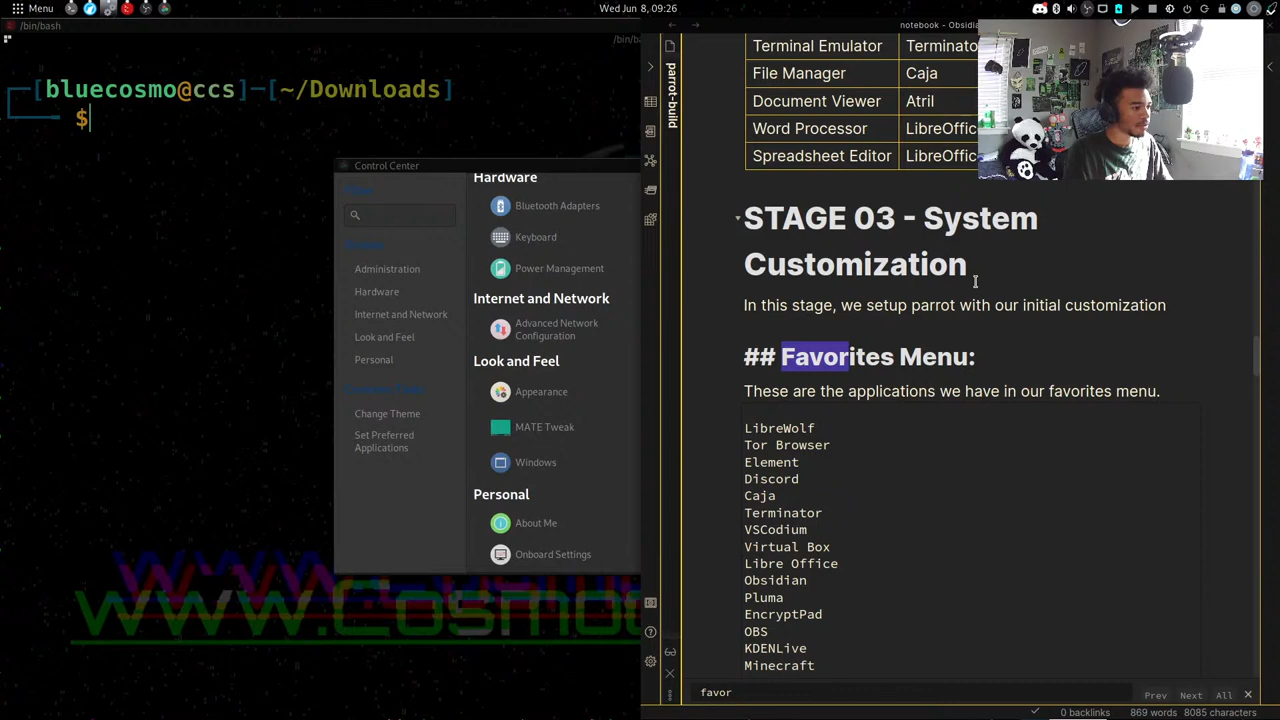 Menu
Wed Jun 8, 09:26
/bin/bash
/bin/ba
[bluecosmo@ccs]-[~/Downloads]
$
Control Center
Administration
Hardware
Internet and Network
Look and Feel
Personal
Change Theme
Set Preferred
Applications
Hardware
Bluetooth Adapters
Keyboard
Power Management
Internet and Network
Advanced Network
Configuration
Look and Feel
Appearance
MATE Tweak
Windows
Personal
About Me
Onboard Settings
www.Cosmo
notebook - Obsidi
parrot-build
Terminal Emulator Terminato
File Manager Caja
Document Viewer Atril
Word Processor LibreOffic
Spreadsheet Editor LibreOffic
STAGE 03 - System
Customization
In this stage, we setup parrot with our initial customization
## Favorites Menu:
These are the applications we have in our favorites menu.
LibreWolf
Tor Browser
Element
Discord
Caja
Terminator
VSCodium
Virtual Box
Libre Office
Obsidian
Pluma
EncryptPad
OBS
KDENLive
Minecraft
favor
Prev Next All
0 backlinks 869 words 8085 characters